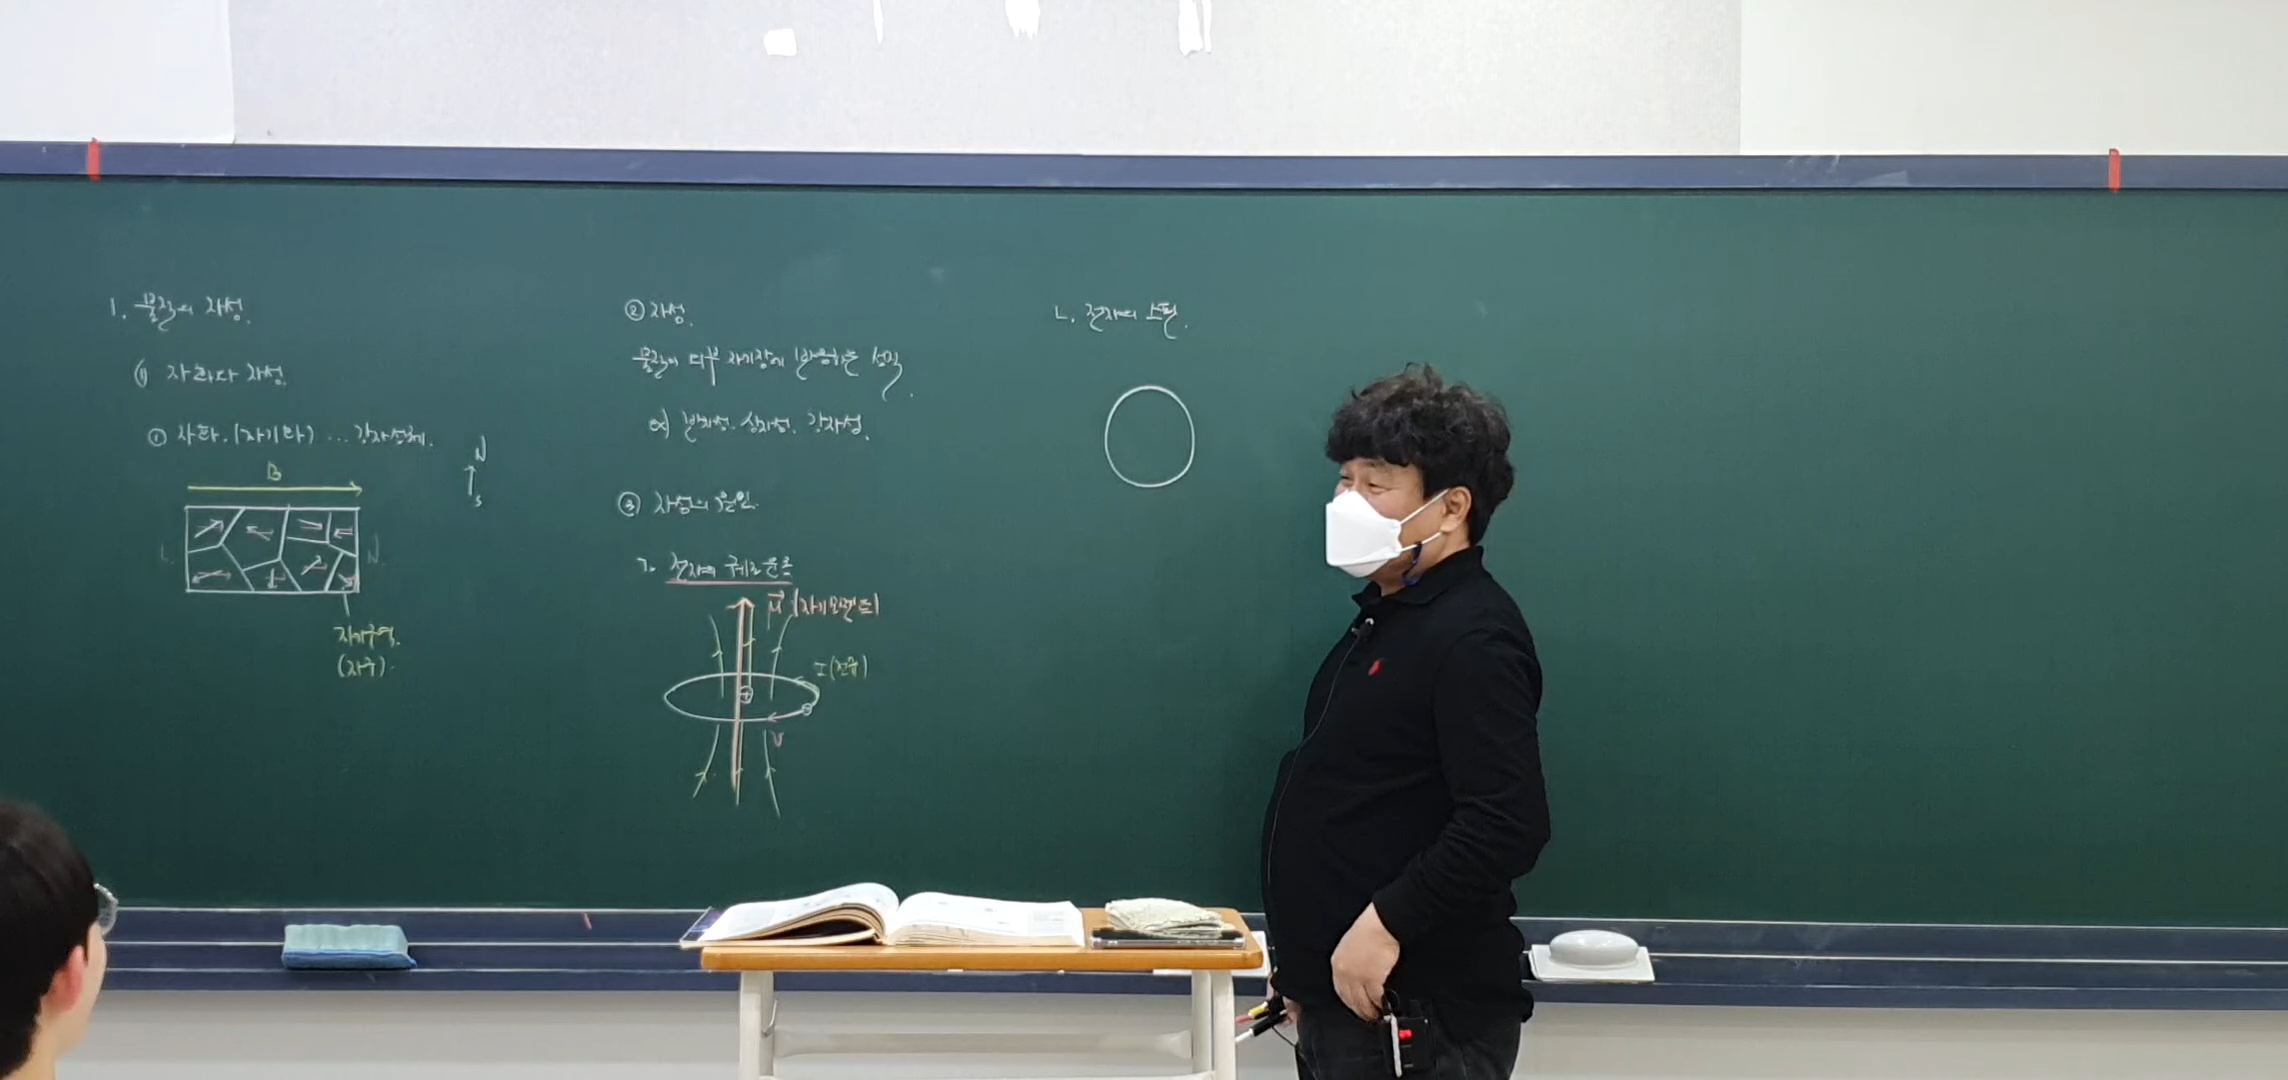 1. 물질의 자성.
(1) 자화와 자성.
① 자화.(자기화) ... 강자성체.
N
S
B
N
자기구역.
(자구).
② 자성.
물질이 외부 자기장에 반응하는 성질.
ex) 반자성. 상자성. 강자성.
③ 자성의 원인.
ㄱ. 전자의 궤도운동
μ (자기모멘트)
I (전류)
+
v
ㄴ. 전자의 스핀.